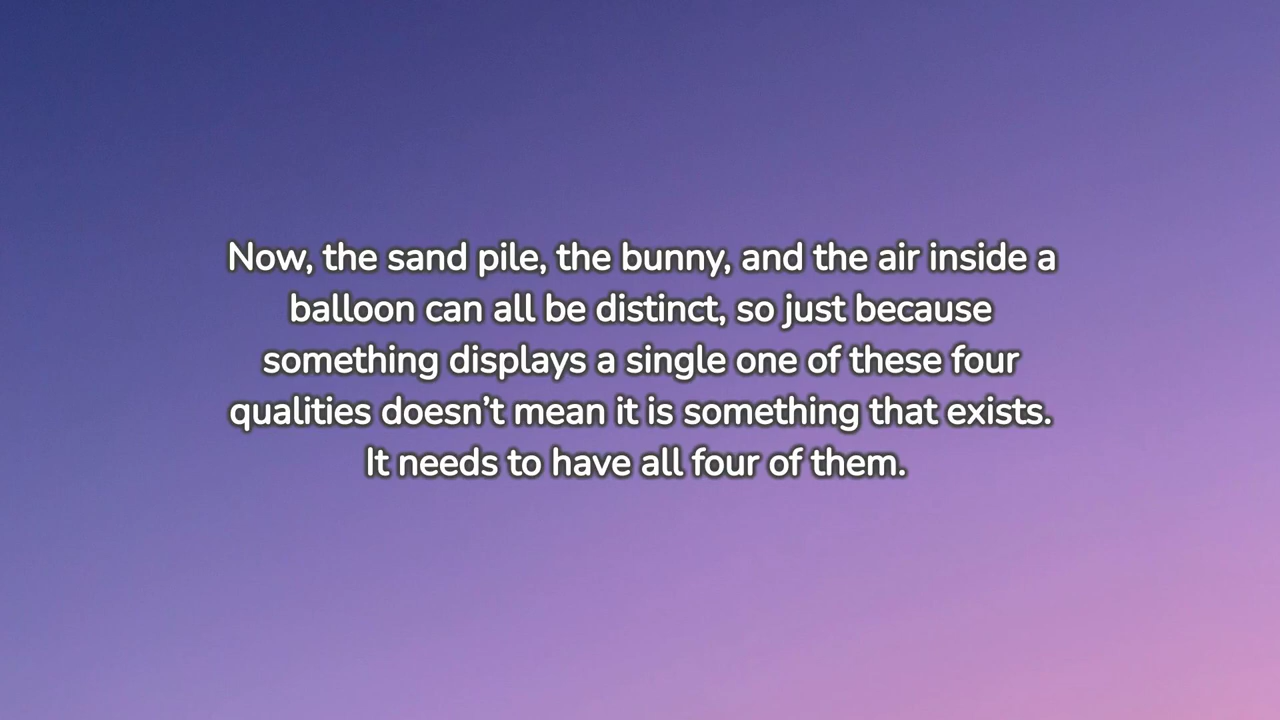 Now, the sand pile, the bunny, and the air inside a
balloon can all be distinct, so just because
something displays a single one of these four
qualities doesn’t mean it is something that exists.
It needs to have all four of them.